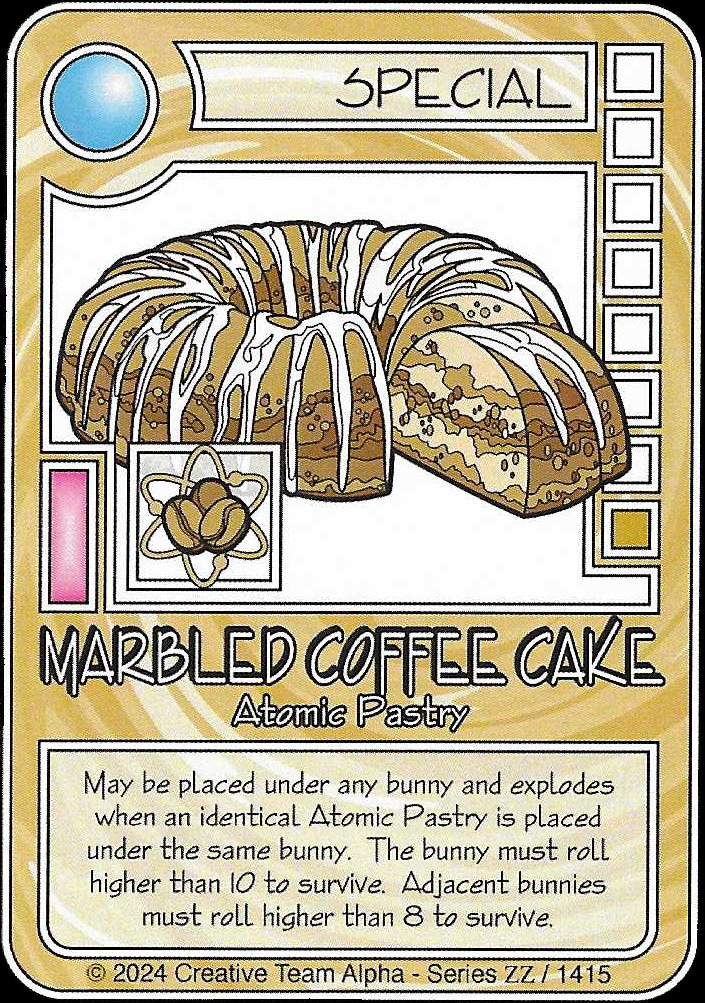 SPECIAL
MARBLED COFFEE CAKE
Atomic Pastry
May be placed under any bunny and explodes
when an identical Atomic Pastry is placed
under the same bunny. The bunny must roll
higher than 10 to survive. Adjacent bunnies
must roll higher than 8 to survive.
© 2024 Creative Team Alpha - Series ZZ / 1415